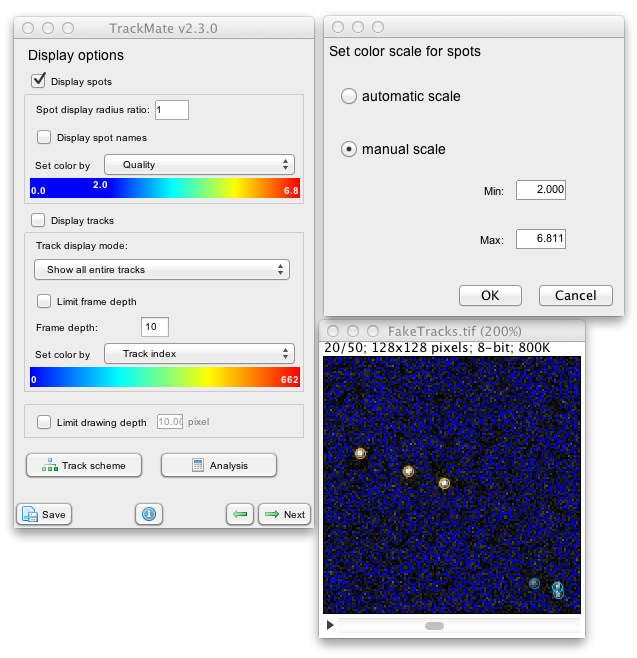 TrackMate v2.3.0
Display options
Display spots
Spot display radius ratio: 1
Display spot names
Set color by Quality
0.0 2.0 6.8
Display tracks
Track display mode:
Show all entire tracks
Limit frame depth
Frame depth: 10
Set color by Track index
0 662
Limit drawing depth 10.00 pixel
Track scheme Analysis
Save Next
Set color scale for spots
automatic scale
manual scale
Min: 2.000
Max: 6.811
OK Cancel
FakeTracks.tif (200%)
20/50; 128x128 pixels; 8-bit; 800K